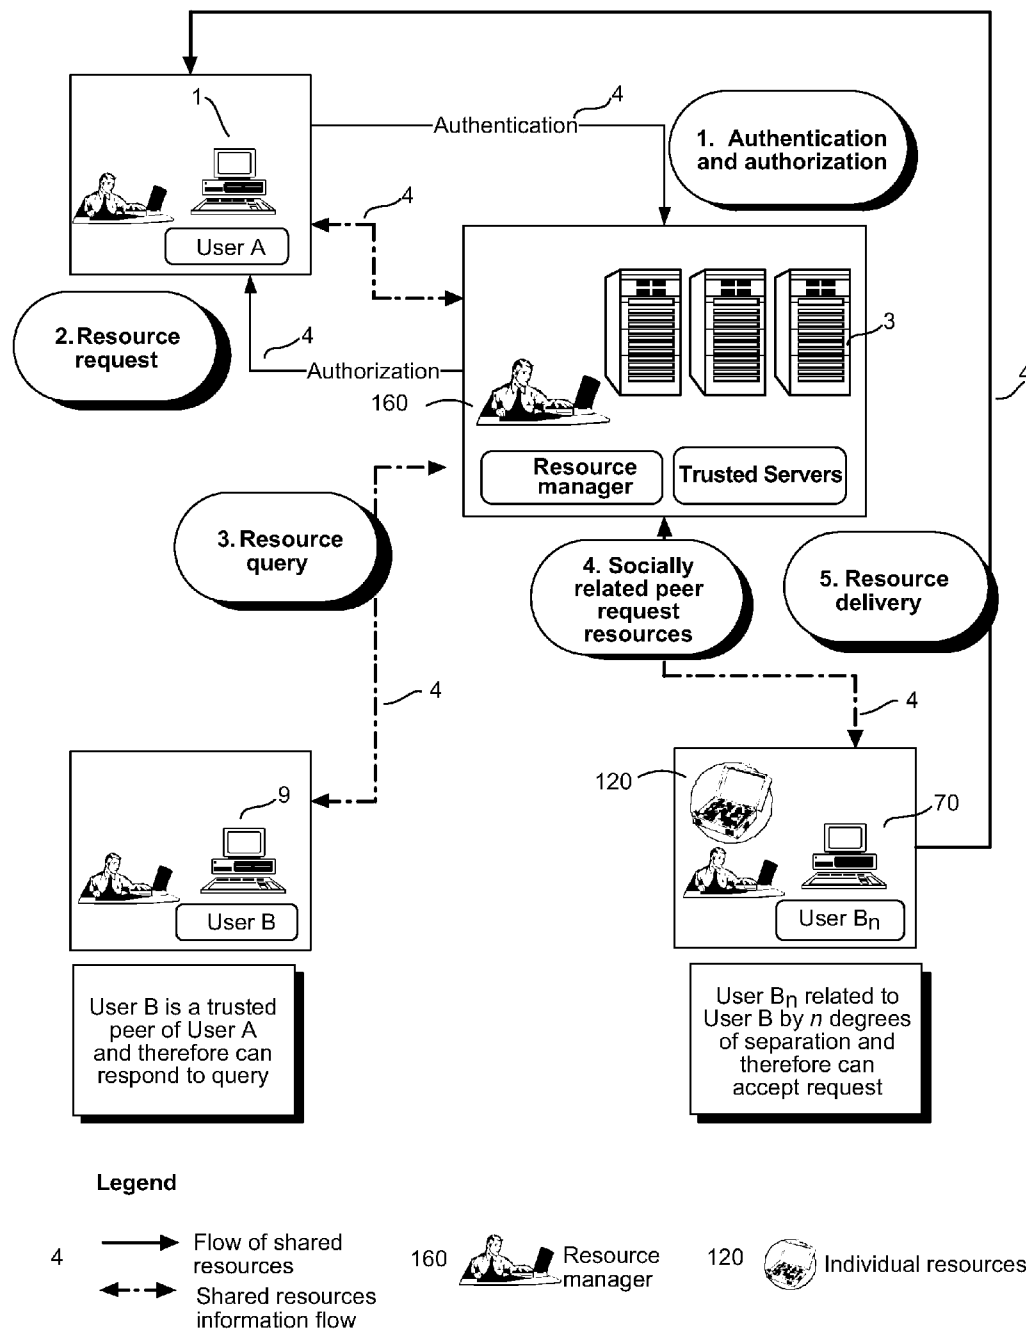 1
4
Authentication
1. Authentication
and authorization
4
User A
2. Resource
request
4
Authorization
3
160
4
Resource
manager
Trusted Servers
3. Resource
query
4. Socially
related peer
request
resources
5. Resource
delivery
4
4
9
120
70
User B
User Bn
User B is a trusted
peer of User A
and therefore can
respond to query
User Bn related to
User B by n degrees
of separation and
therefore can
accept request
Legend
4
Flow of shared
resources
Shared resources
information flow
160
Resource
manager
120
Individual resources